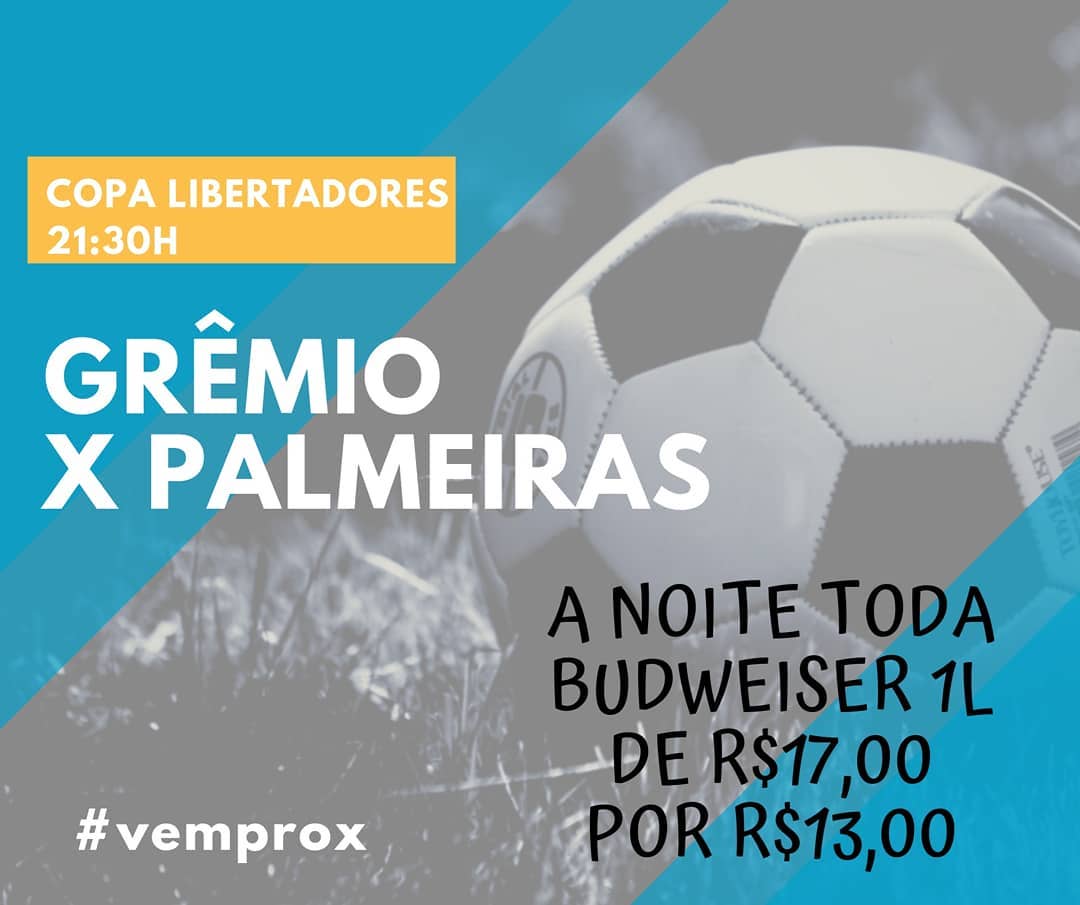 COPA LIBERTADORES
21:30H
GRÊMIO
X PALMEIRAS
A NOITE TODA
BUDWEISER 1L
DE R$17,00
POR R$13,00
#vemprox